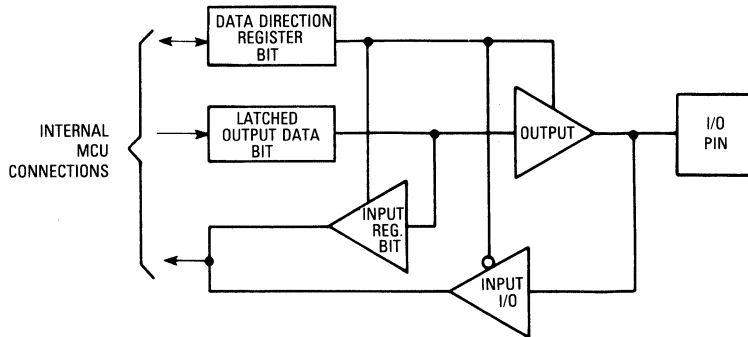 DATA DIRECTION
REGISTER
BIT
LATCHED
OUTPUT DATA
BIT
INTERNAL
MCU
CONNECTIONS
OUTPUT
I/O
PIN
INPUT
REG.
BIT
INPUT
I/O